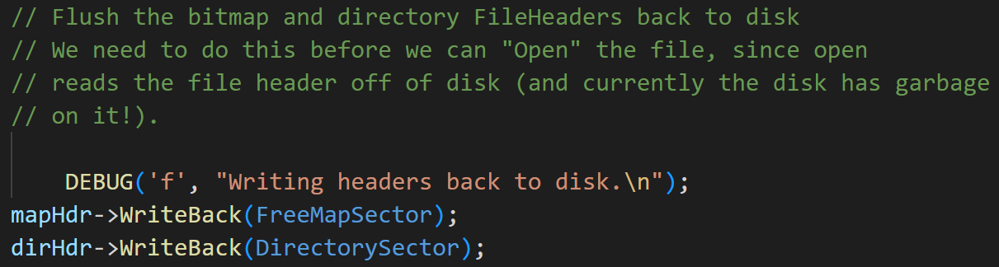 // Flush the bitmap and directory FileHeaders back to disk
// We need to do this before we can "Open" the file, since open
// reads the file header off of disk (and currently the disk has garbage
// on it!).
DEBUG('f', "Writing headers back to disk.\n");
mapHdr->WriteBack(FreeMapSector);
dirHdr->WriteBack(DirectorySector);